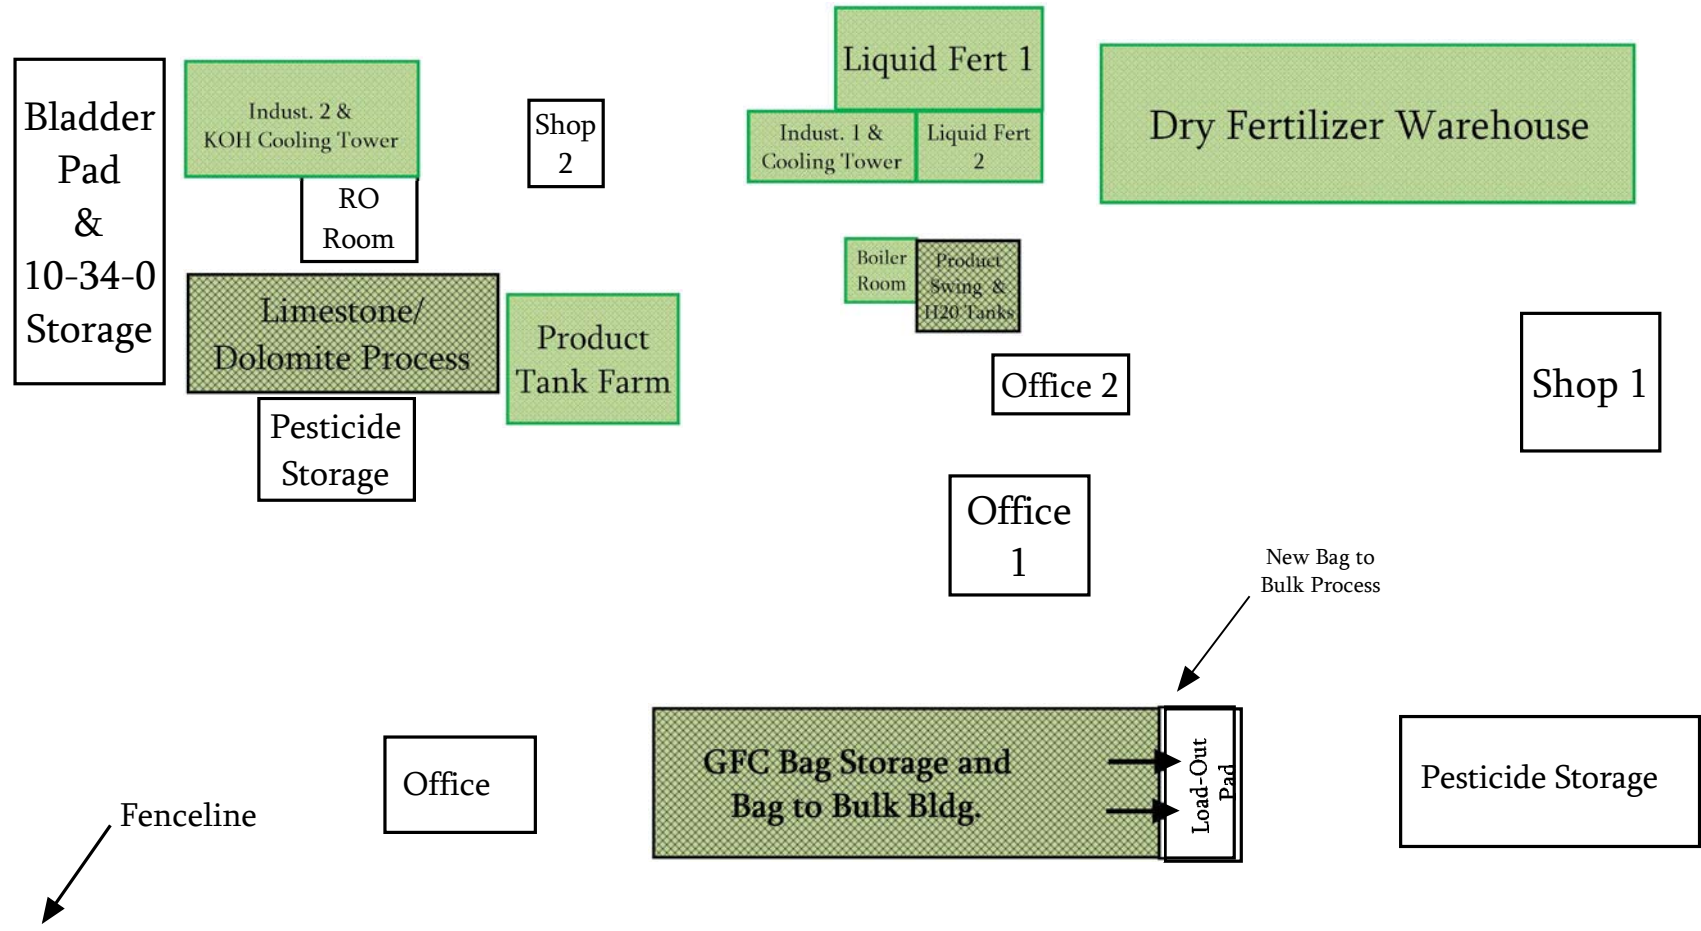 Bladder
Pad
&
10-34-0
Storage
Indust. 2 &
KOH Cooling Tower
RO
Room
Shop
2
Liquid Fert 1
Indust. 1 &
Cooling Tower
Liquid Fert
2
Dry Fertilizer Warehouse
Limestone/
Dolomite Process
Product
Tank Farm
Pesticide
Storage
Boiler
Room
Product
Swing &
H20 Tanks
Office 2
Shop 1
Office
1
New Bag to
Bulk Process
GFC Bag Storage and
Bag to Bulk Bldg.
Load-Out
Pad
Office
Pesticide Storage
Fenceline